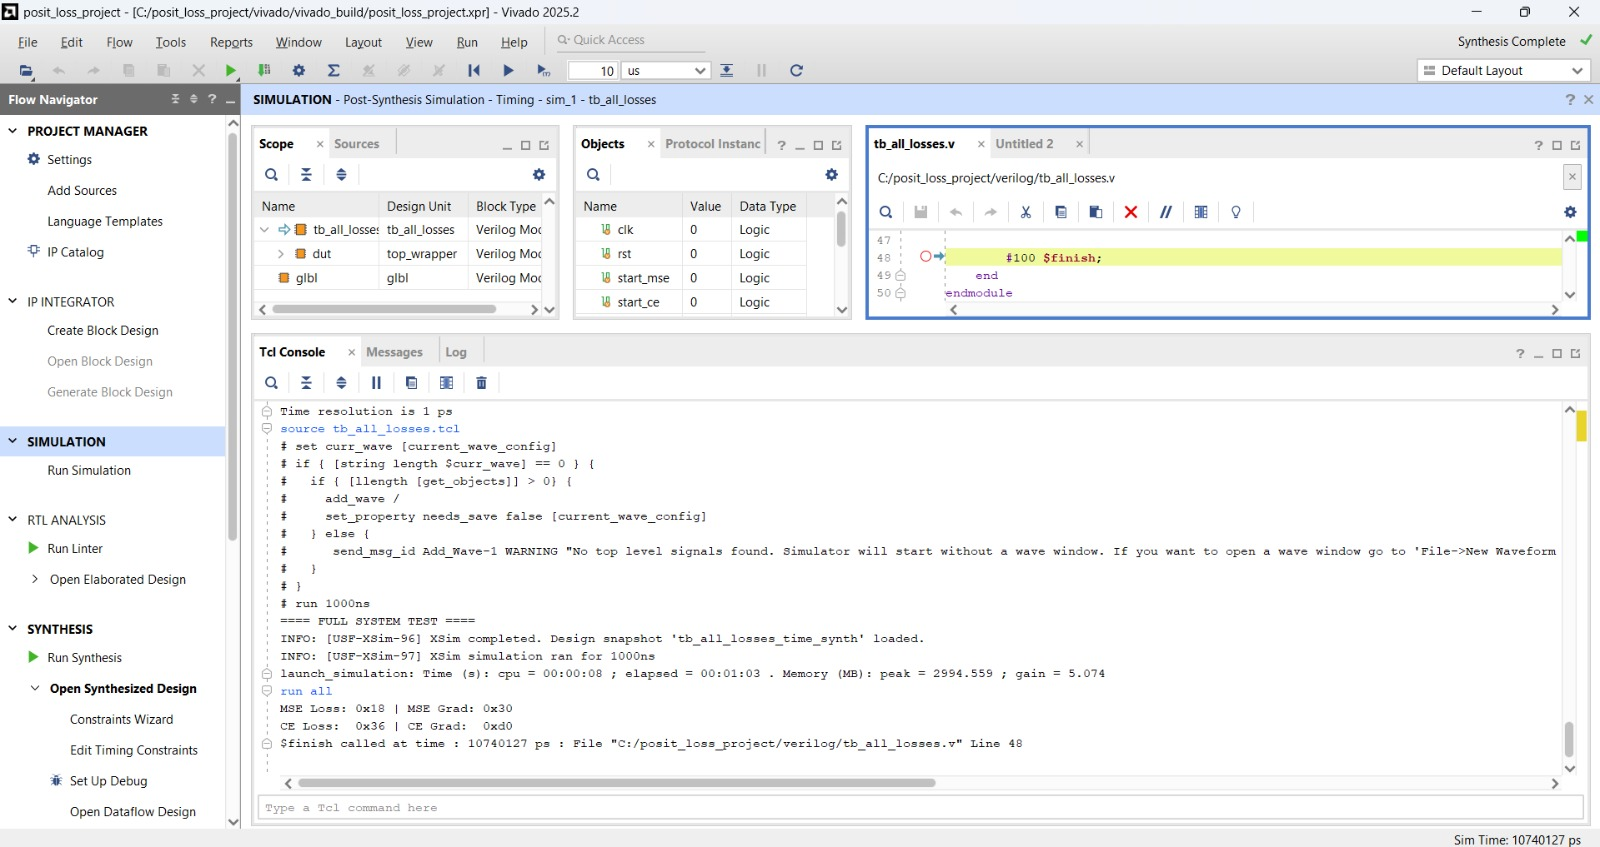 posit_loss_project - [C:/posit_loss_project/vivado/vivado_build/posit_loss_project.xpr] - Vivado 2025.2
File Edit Flow Tools Reports Window Layout View Run Help Quick Access
Synthesis Complete
10 us
Default Layout
Flow Navigator
PROJECT MANAGER
Settings
Add Sources
Language Templates
IP Catalog
IP INTEGRATOR
Create Block Design
Open Block Design
Generate Block Design
SIMULATION
Run Simulation
RTL ANALYSIS
Run Linter
Open Elaborated Design
SYNTHESIS
Run Synthesis
Open Synthesized Design
Constraints Wizard
Edit Timing Constraints
Set Up Debug
Open Dataflow Design
SIMULATION - Post-Synthesis Simulation - Timing - sim_1 - tb_all_losses
Scope Sources
Name Design Unit Block Type
tb_all_losses tb_all_losses Verilog Moc
dut top_wrapper Verilog Moc
glbl glbl Verilog Moc
Objects Protocol Instanc
Name Value Data Type
clk 0 Logic
rst 0 Logic
start_mse 0 Logic
start_ce 0 Logic
tb_all_losses.v Untitled 2
C:/posit_loss_project/verilog/tb_all_losses.v
47
48 #100 $finish;
49 end
50 endmodule
Tcl Console Messages Log
Time resolution is 1 ps
source tb_all_losses.tcl
# set curr_wave [current_wave_config]
# if { [string length $curr_wave] == 0 } {
#   if { [llength [get_objects]] > 0} {
#     add_wave /
#     set_property needs_save false [current_wave_config]
#   } else {
#      send_msg_id Add_Wave-1 WARNING "No top level signals found. Simulator will start without a wave window. If you want to open a wave window go to 'File->New Waveform
#   }
# }
# run 1000ns
==== FULL SYSTEM TEST ====
INFO: [USF-XSim-96] XSim completed. Design snapshot 'tb_all_losses_time_synth' loaded.
INFO: [USF-XSim-97] XSim simulation ran for 1000ns
launch_simulation: Time (s): cpu = 00:00:08 ; elapsed = 00:01:03 . Memory (MB): peak = 2994.559 ; gain = 5.074
run all
MSE Loss: 0x18 | MSE Grad: 0x30
CE Loss:  0x36 | CE Grad:  0xd0
$finish called at time : 10740127 ps : File "C:/posit_loss_project/verilog/tb_all_losses.v" Line 48
Type a Tcl command here
Sim Time: 10740127 ps